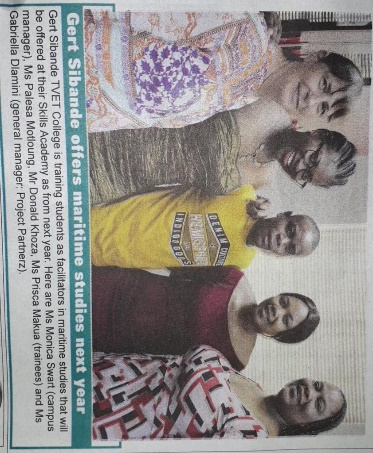 DENIM
INDIGO
Gert Sibande offers maritime studies next year
Gert Sibande TVET College is training students as facilitators in maritime studies that will
be offered at their Skills Academy as from next year. Here are Ms Monica Swart (campus
manager), Ms Palesa Motloung, Mr Donald Khoza, Ms Prisca Makua (trainees) and Ms
Gabriella Dlamini (general manager: Project Partnerz).